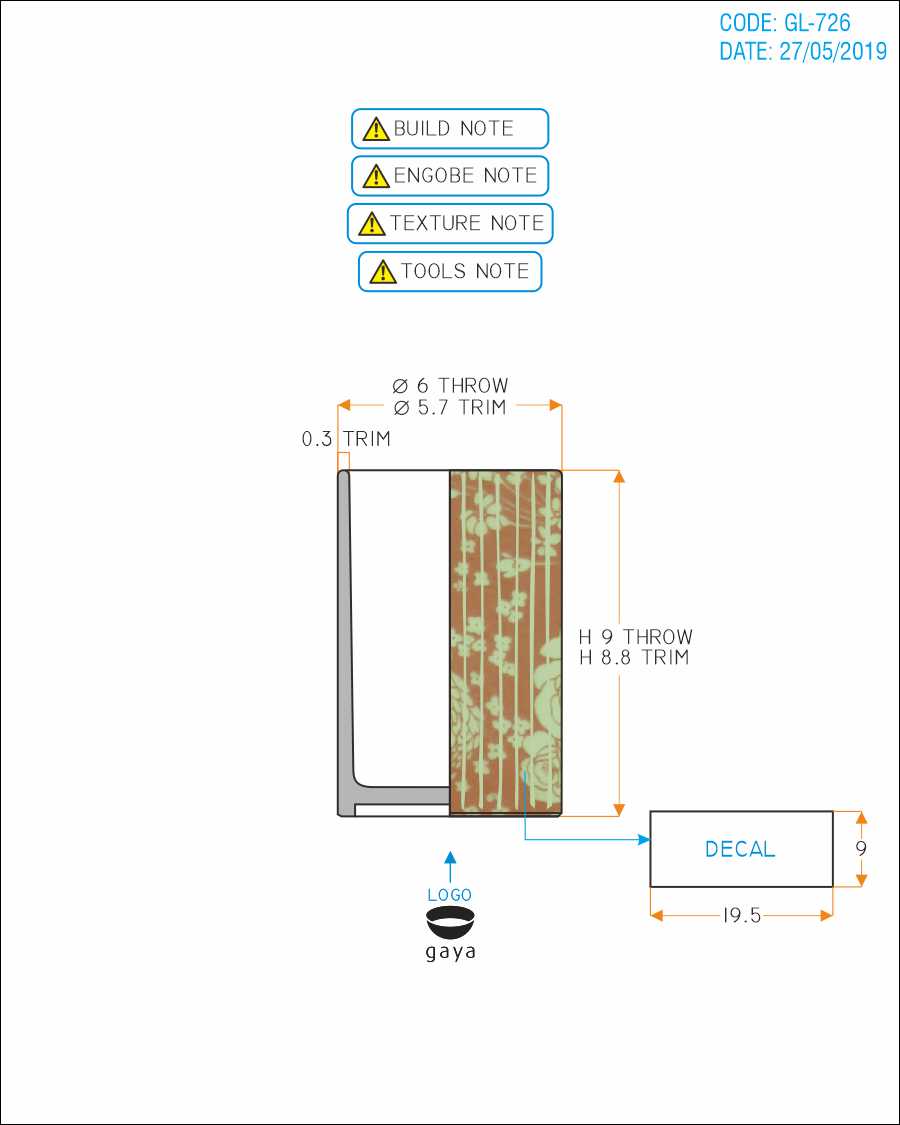 CODE: GL-726
DATE: 27/05/2019
BUILD NOTE
ENGOBE NOTE
TEXTURE NOTE
TOOLS NOTE
Ø 6 THROW
Ø 5.7 TRIM
0.3 TRIM
H 9 THROW
H 8.8 TRIM
DECAL
9
19.5
LOGO
gaya